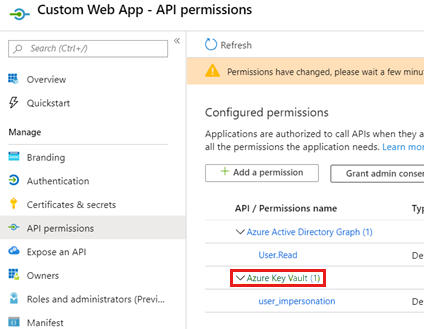 Custom Web App - API permissions
Search (Ctrl+/)
«
Overview
Quickstart
Manage
Branding
Authentication
Certificates & secrets
API permissions
Expose an API
Owners
Roles and administrators (Previ...
Manifest
Refresh
Permissions have changed, please wait a few minut
Configured permissions
Applications are authorized to call APIs when they a
all the permissions the application needs. Learn more
+ Add a permission
Grant admin conse
API / Permissions name
Azure Active Directory Graph (1)
User.Read
De
Azure Key Vault (1)
user_impersonation
De